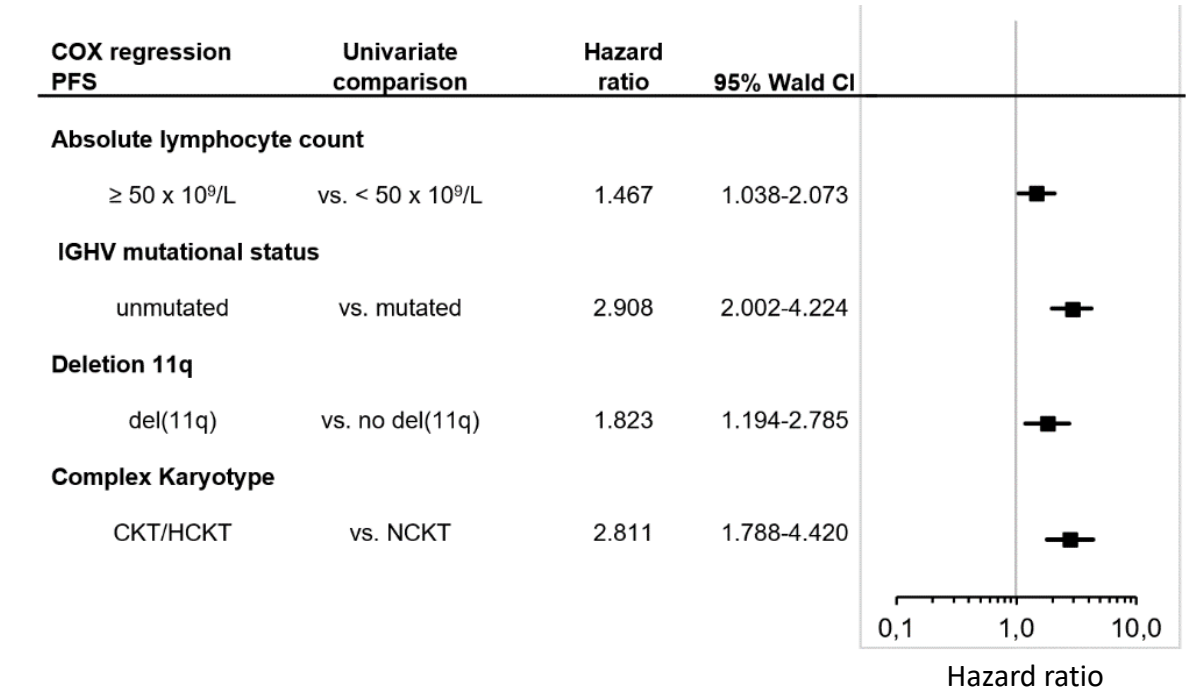 COX regression PFS Univariate comparison Hazard ratio 95% Wald CI
Absolute lymphocyte count
≥ 50 x 10⁹/L vs. < 50 x 10⁹/L 1.467 1.038-2.073
IGHV mutational status
unmutated vs. mutated 2.908 2.002-4.224
Deletion 11q
del(11q) vs. no del(11q) 1.823 1.194-2.785
Complex Karyotype
CKT/HCKT vs. NCKT 2.811 1.788-4.420
0,1 1,0 10,0
Hazard ratio